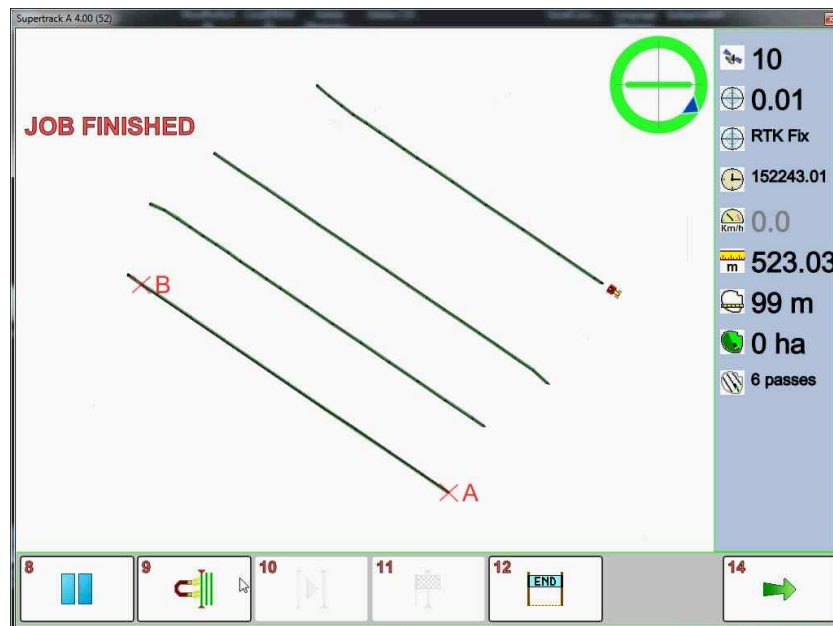 Supertrack A 4.00 (52)
JOB FINISHED
B
A
10
0.01
RTK Fix
152243.01
Km/h
0.0
m
523.03
99 m
0 ha
6 passes
8
9
10
11
12
END
14